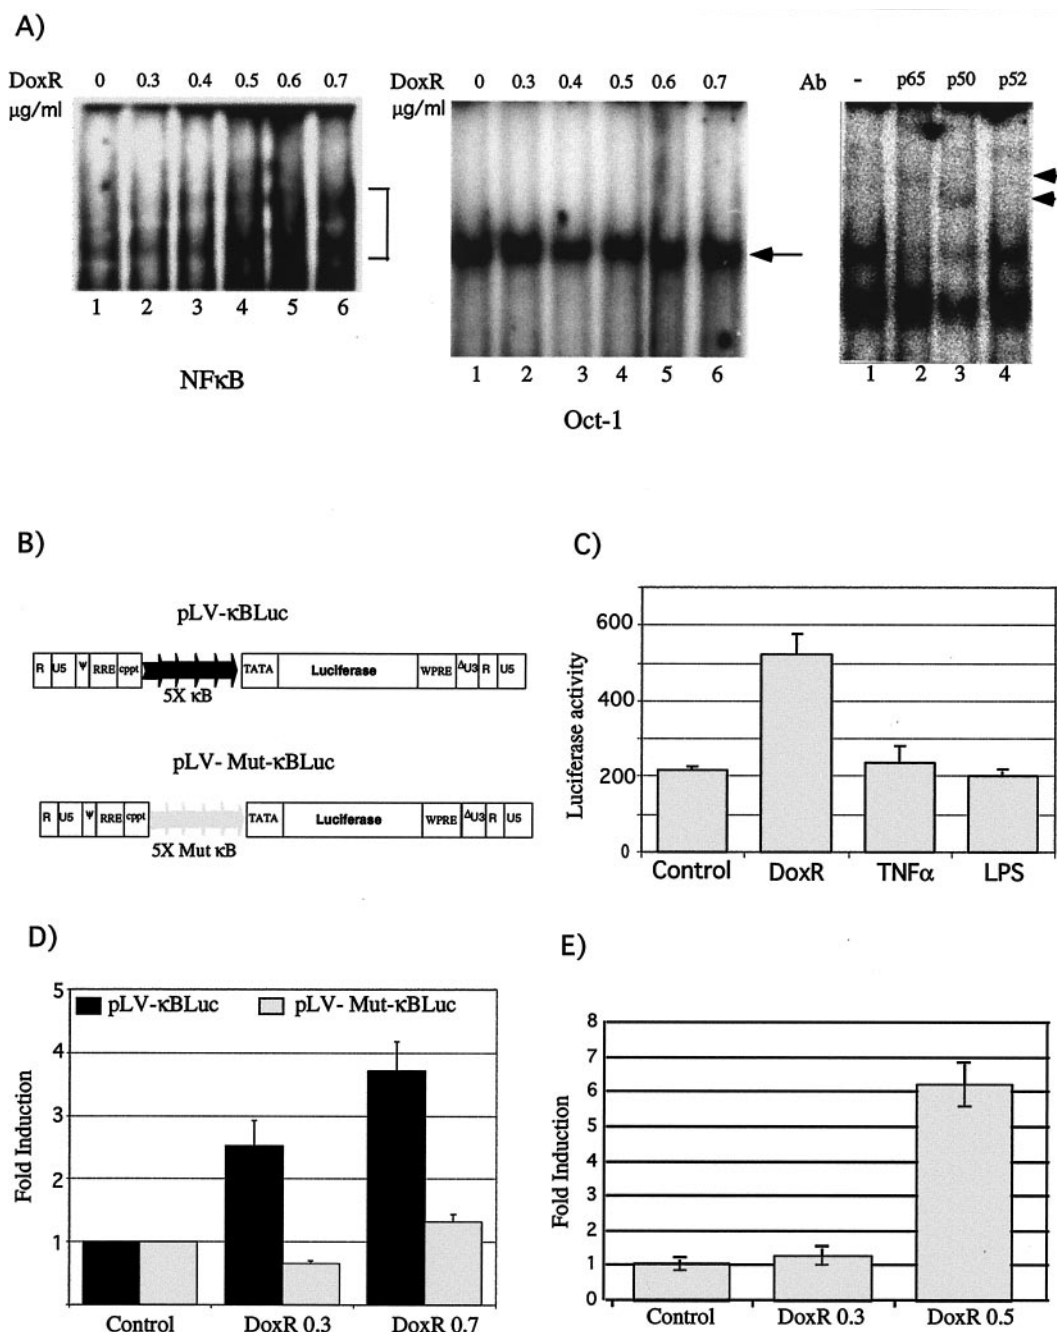 A)
DoxR 0 0.3 0.4 0.5 0.6 0.7
μg/ml
1 2 3 4 5 6
NFκB
DoxR 0 0.3 0.4 0.5 0.6 0.7
μg/ml
1 2 3 4 5 6
Oct-1
Ab - p65 p50 p52
1 2 3 4
B)
pLV-κBLuc
R U5 Ψ RRE cppt TATA Luciferase WPRE ΔU3 R U5
5X κB
pLV- Mut-κBLuc
R U5 Ψ RRE cppt TATA Luciferase WPRE ΔU3 R U5
5X Mut κB
C)
Luciferase activity
600
400
200
0
Control DoxR TNFα LPS
D)
Fold Induction
5
4
3
2
1
pLV-κBLuc pLV- Mut-κBLuc
Control DoxR 0.3 DoxR 0.7
E)
Fold Induction
8
7
6
5
4
3
2
1
0
Control DoxR 0.3 DoxR 0.5